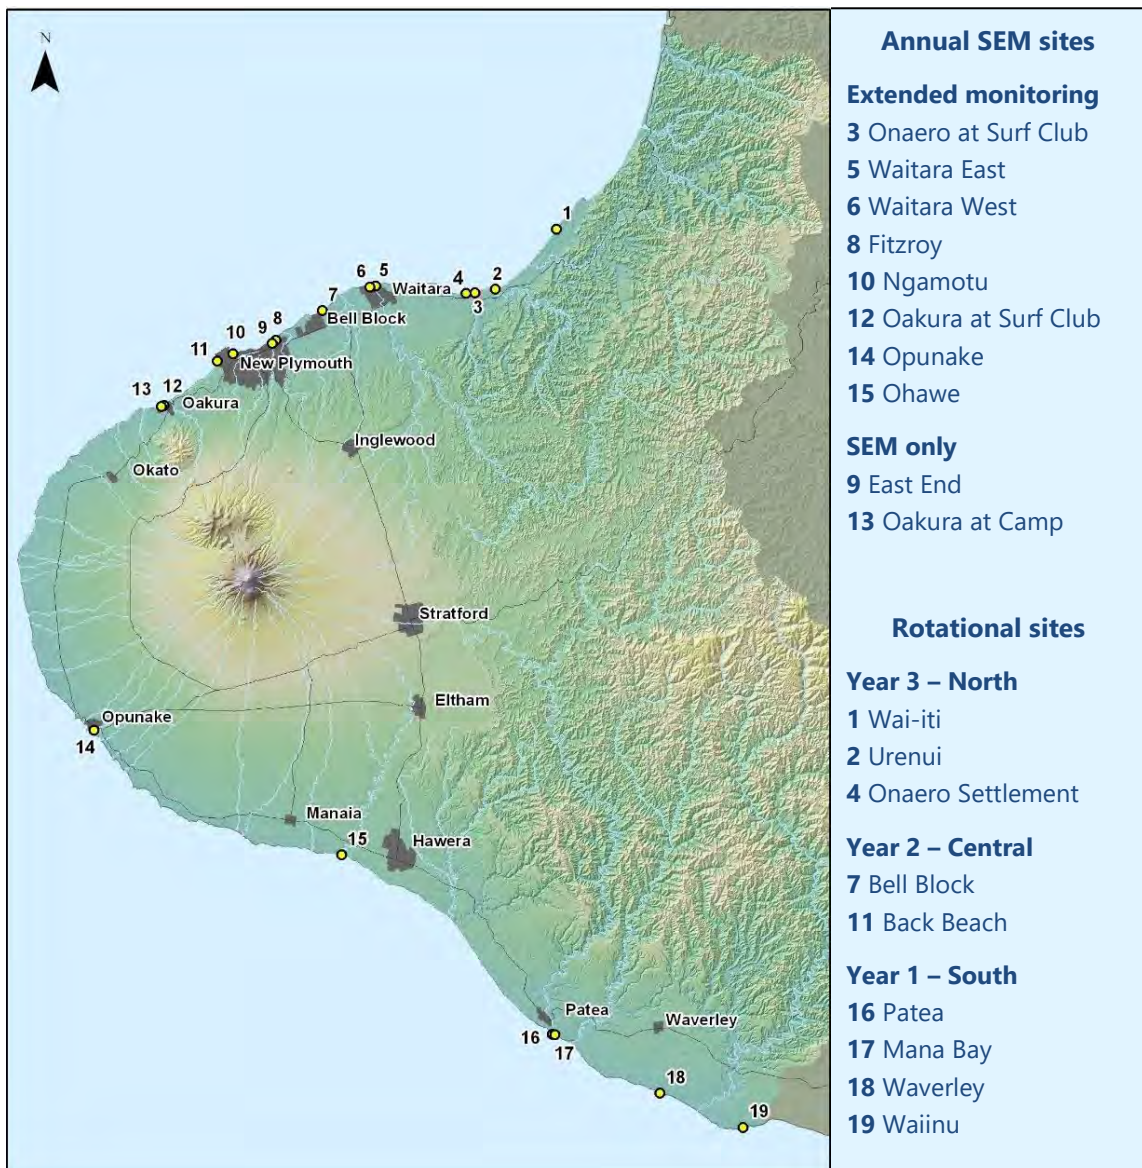 N
1
2
3
4
5
6
Waitara
7
Bell Block
8
9
10
11
New Plymouth
12
13
Oakura
Inglewood
Okato
Stratford
Eltham
Opunake
14
Manaia
15
Hawera
Patea
16
17
Waverley
18
19
Annual SEM sites
Extended monitoring
3 Onaero at Surf Club
5 Waitara East
6 Waitara West
8 Fitzroy
10 Ngamotu
12 Oakura at Surf Club
14 Opunake
15 Ohawe
SEM only
9 East End
13 Oakura at Camp
Rotational sites
Year 3 – North
1 Wai-iti
2 Urenui
4 Onaero Settlement
Year 2 – Central
7 Bell Block
11 Back Beach
Year 1 – South
16 Patea
17 Mana Bay
18 Waverley
19 Waiinu